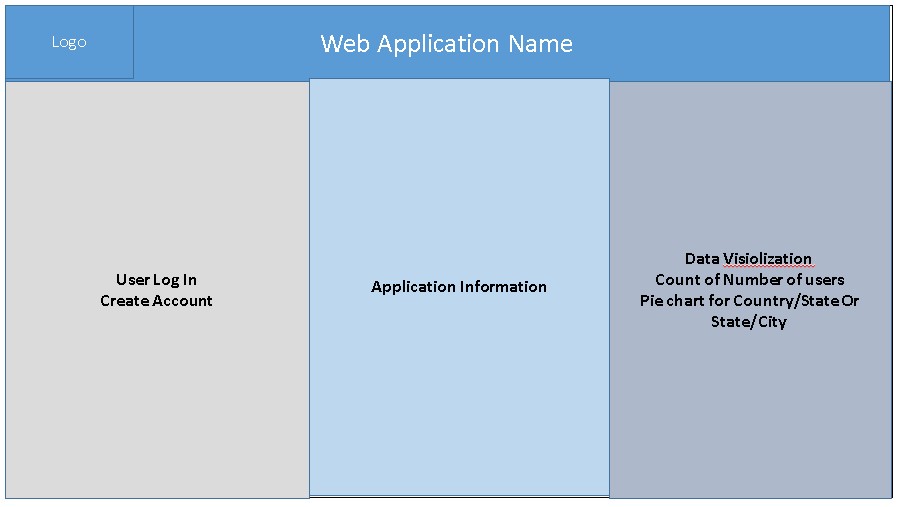 Logo
Web Application Name
User Log In
Create Account
Application Information
Data Visiolization
Count of Number of users
Pie chart for Country/State Or
State/City